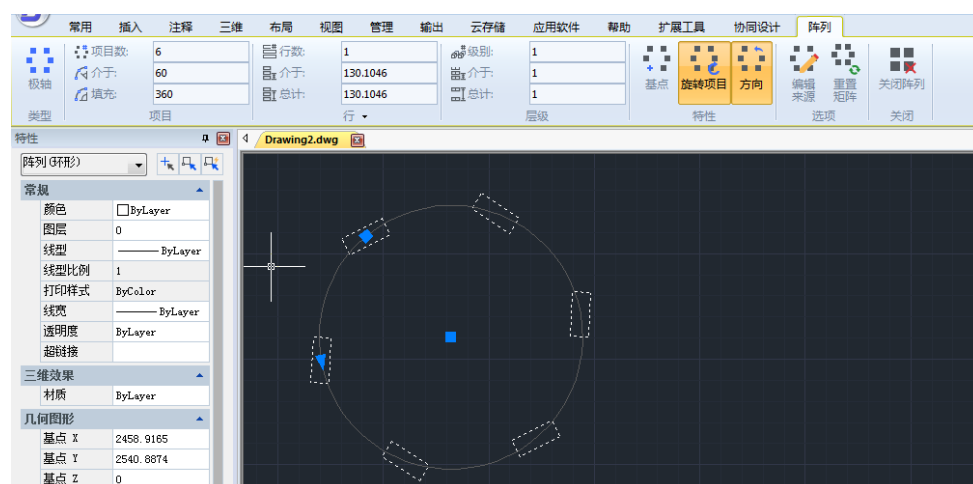 常用 插入 注释 三维 布局 视图 管理 输出 云存储 应用软件 帮助 扩展工具 协同设计 阵列
项目数: 6 行数: 1 级别: 1
极轴 介于: 60 介于: 130.1046 介于: 1 基点 旋转项目 方向 编辑来源 重置矩阵 关闭阵列
填充: 360 总计: 130.1046 总计: 1
类型 项目 行 层级 特性 选项 关闭
特性 Drawing2.dwg
阵列(环形)
常规
颜色 ByLayer
图层 0
线型 ByLayer
线型比例 1
打印样式 ByColor
线宽 ByLayer
透明度 ByLayer
超链接
三维效果
材质 ByLayer
几何图形
基点 X 2458.9165
基点 Y 2540.8874
基点 Z 0